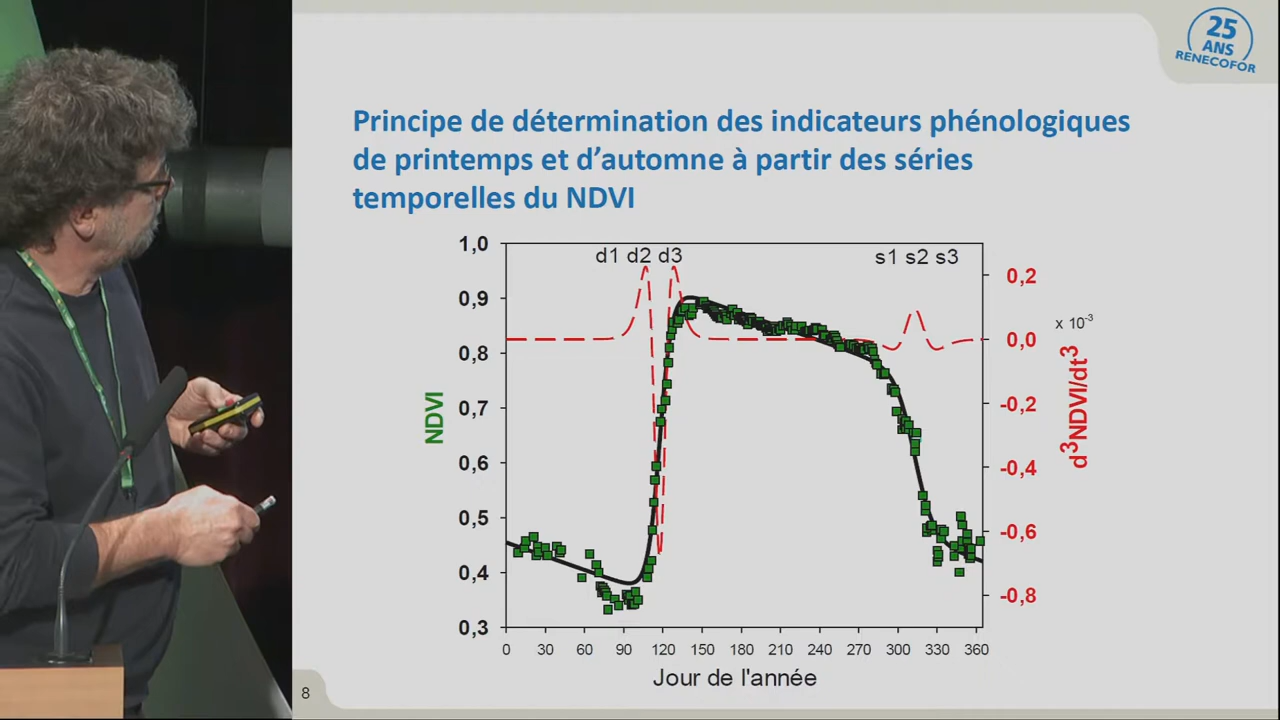 25
ANS
RENECOFOR
Principe de détermination des indicateurs phénologiques
de printemps et d’automne à partir des séries
temporelles du NDVI
d1 d2 d3
s1 s2 s3
1,0
0,9
0,8
0,7
0,6
0,5
0,4
0,3
NDVI
0,2
0,0
-0,2
-0,4
-0,6
-0,8
x 10⁻³
d³NDVI/dt³
0 30 60 90 120 150 180 210 240 270 300 330 360
Jour de l'année
8